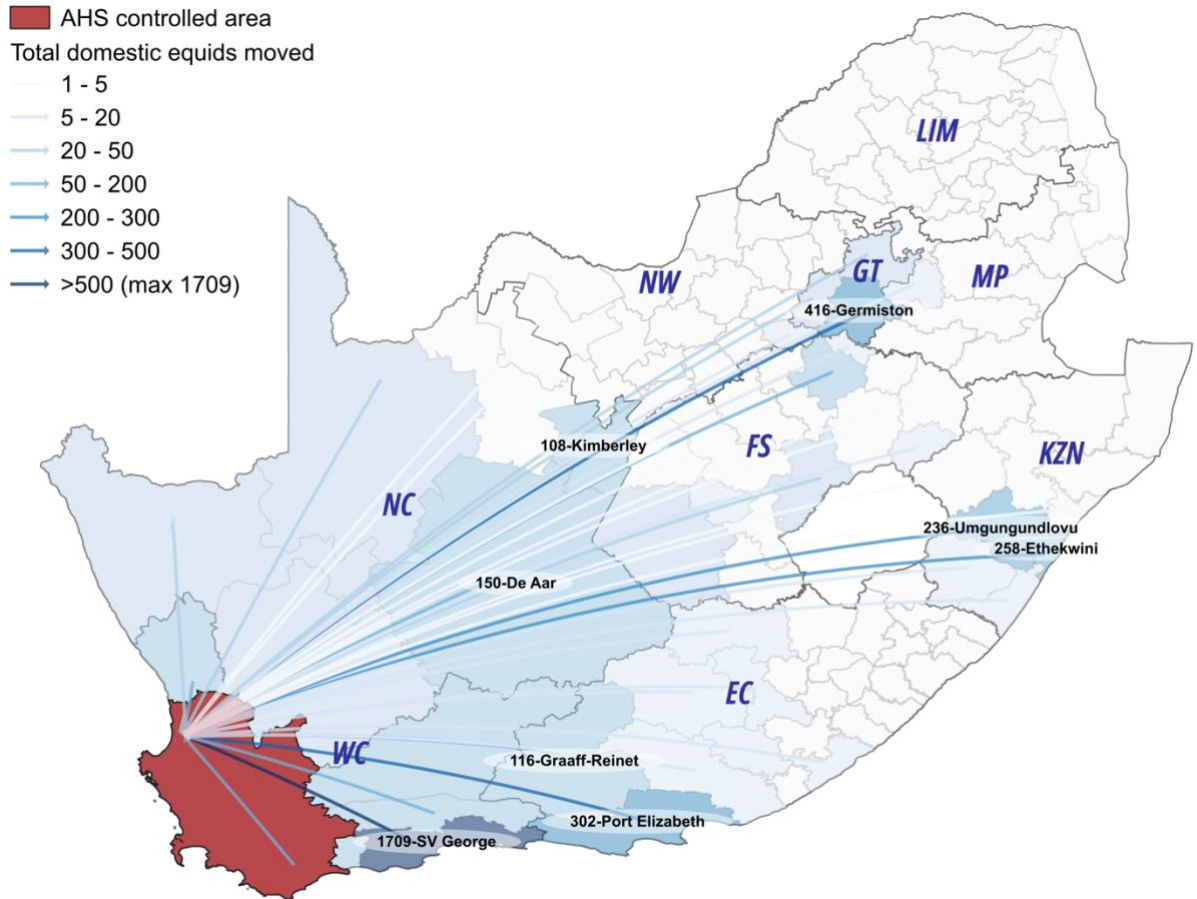 AHS controlled area
Total domestic equids moved
1 - 5
5 - 20
20 - 50
50 - 200
200 - 300
300 - 500
>500 (max 1709)
LIM
NW
GT
MP
416-Germiston
108-Kimberley
FS
KZN
NC
236-Umgungundlovu
258-Ethekwini
150-De Aar
EC
WC
116-Graaff-Reinet
302-Port Elizabeth
1709-SV George